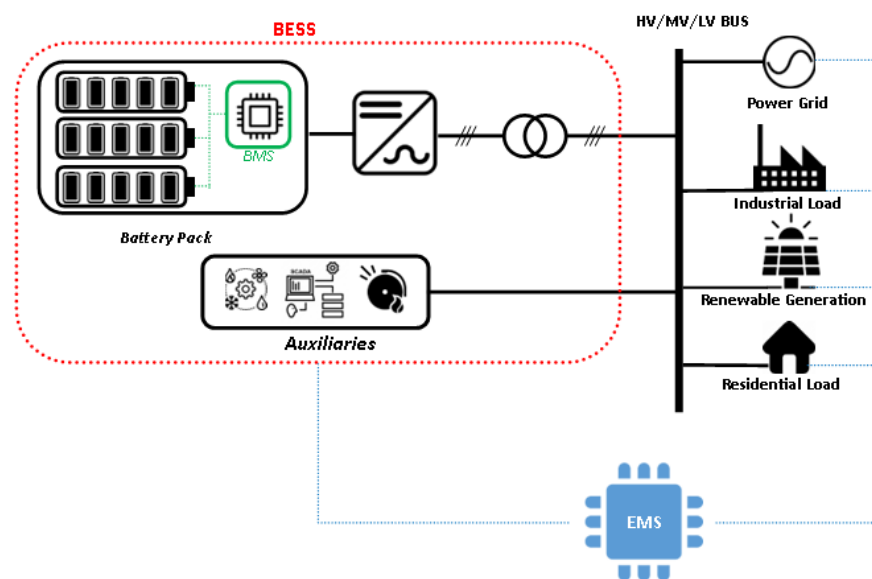 BESS
HV/MV/LV BUS
BMS
Battery Pack
SCADA
Auxiliaries
Power Grid
Industrial Load
Renewable Generation
Residential Load
EMS